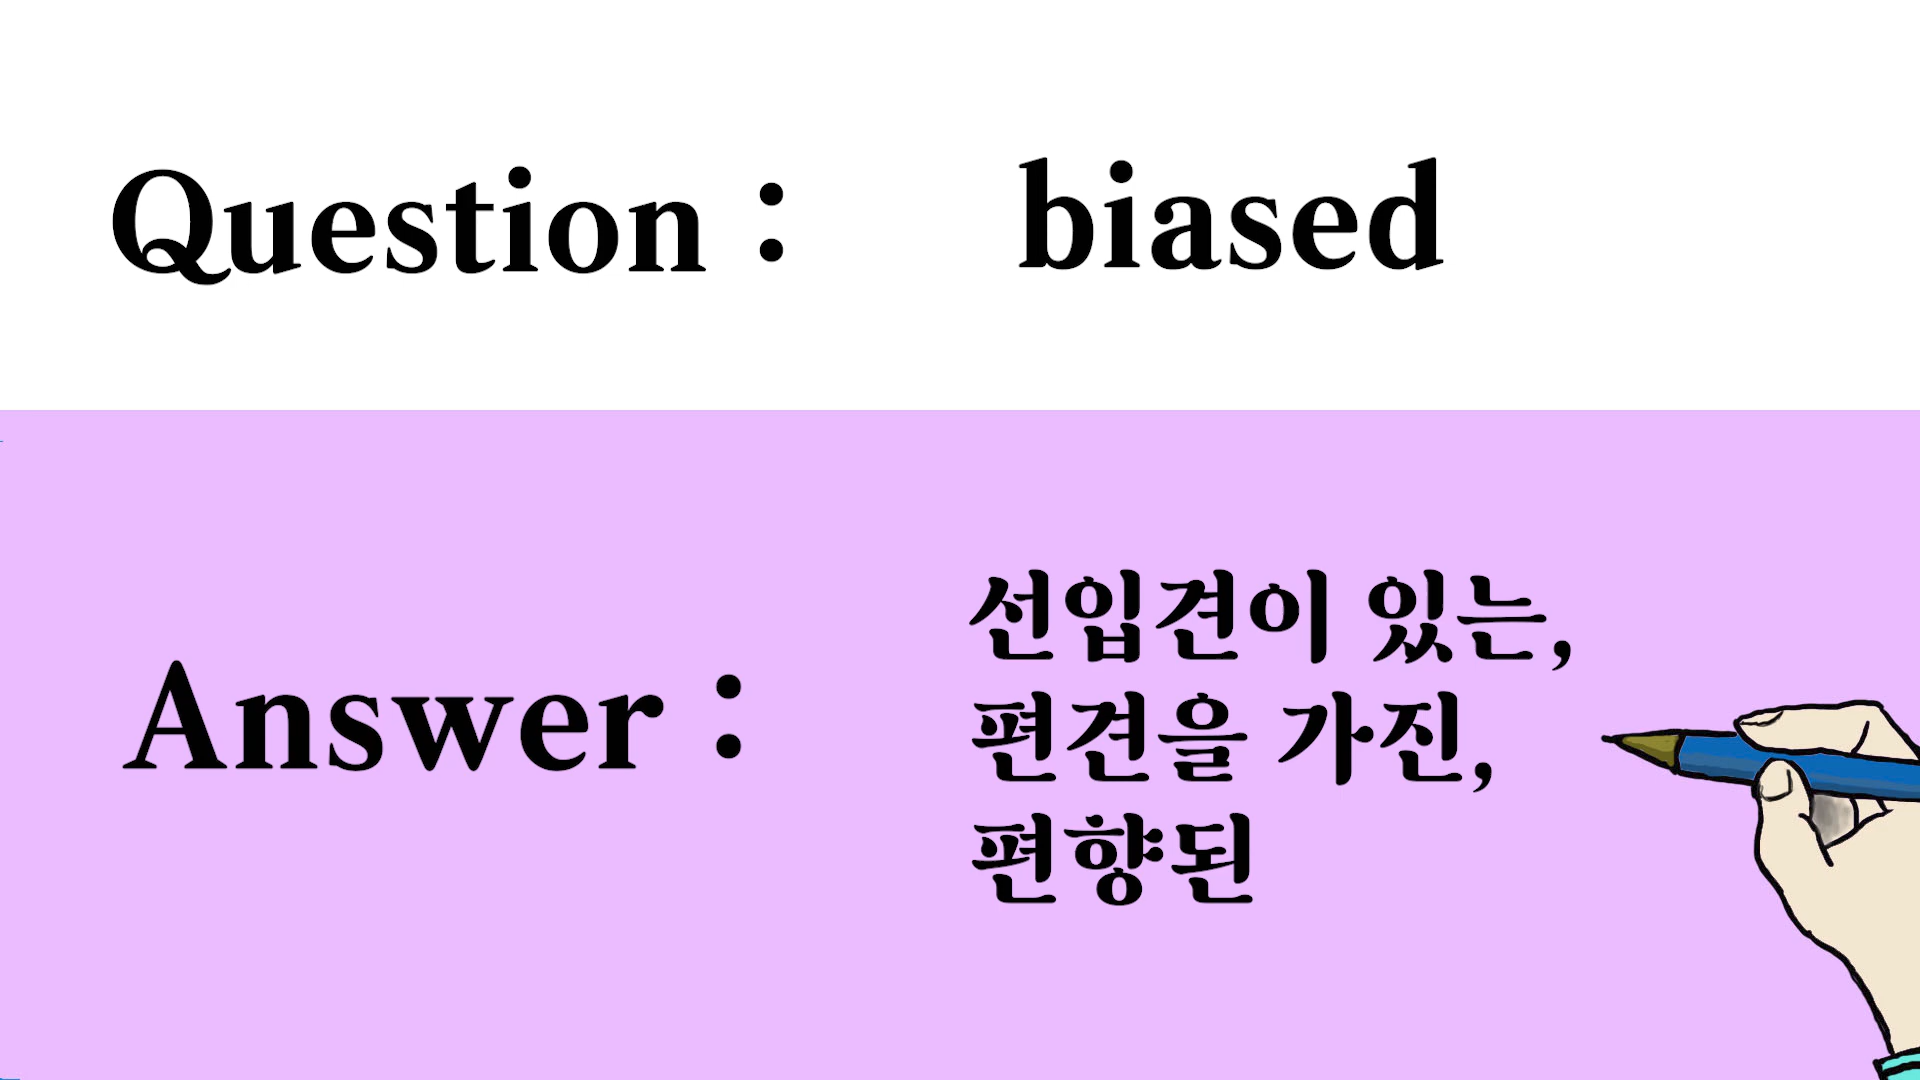 Question : biased
Answer :
선입견이 있는,
편견을 가진,
편향된